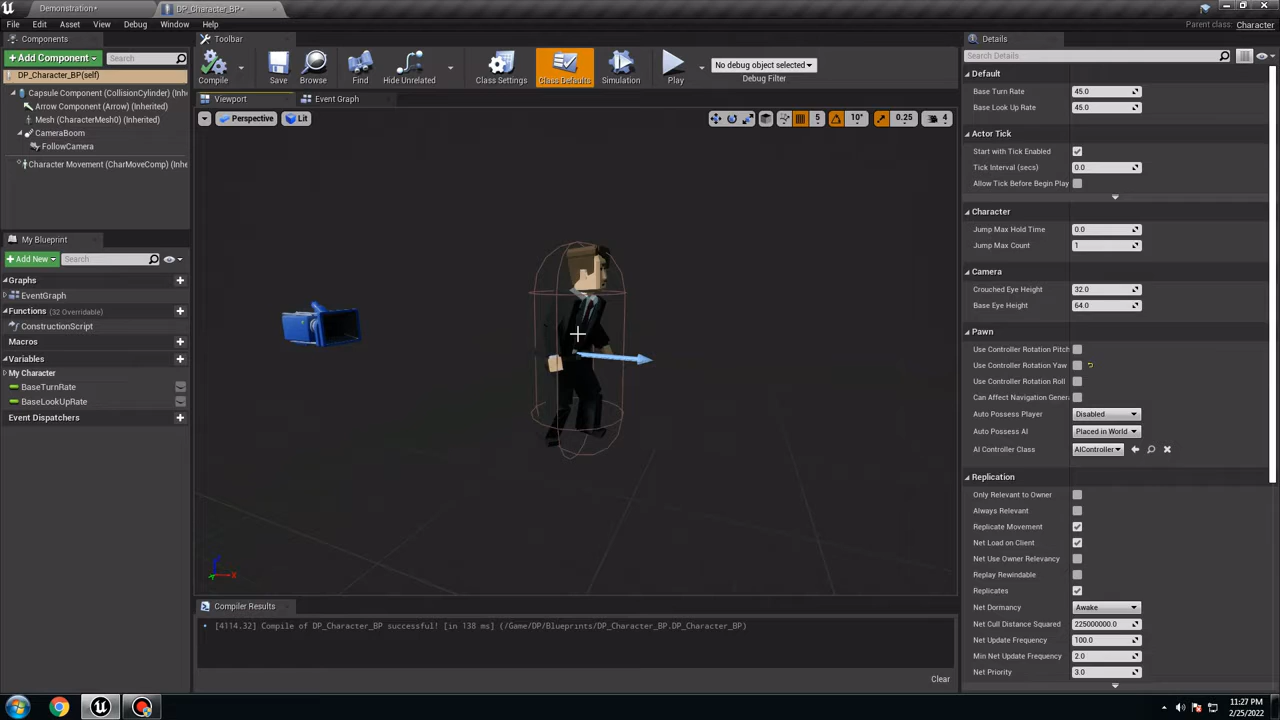 Demonstration*
DP_Character_BP*
File Edit Asset View Debug Window Help
Parent class: Character
Components
Add Component
Search
DP_Character_BP(self)
Capsule Component (CollisionCylinder) (Inhe
Arrow Component (Arrow) (Inherited)
Mesh (CharacterMesh0) (Inherited)
CameraBoom
FollowCamera
Character Movement (CharMoveComp) (Inhe
My Blueprint
Add New
Search
Graphs
EventGraph
Functions (32 Overridable)
ConstructionScript
Macros
Variables
My Character
BaseTurnRate
BaseLookUpRate
Event Dispatchers
Toolbar
Compile
Save
Browse
Find
Hide Unrelated
Class Settings
Class Defaults
Simulation
Play
No debug object selected
Debug Filter
Viewport
Event Graph
Perspective
Lit
5
10°
0.25
4
Compiler Results
[4114.32] Compile of DP_Character_BP successful! [in 138 ms] (/Game/DP/Blueprints/DP_Character_BP.DP_Character_BP)
Clear
Details
Search Details
Default
Base Turn Rate 45.0
Base Look Up Rate 45.0
Actor Tick
Start with Tick Enabled
Tick Interval (secs) 0.0
Allow Tick Before Begin Play
Character
Jump Max Hold Time 0.0
Jump Max Count 1
Camera
Crouched Eye Height 32.0
Base Eye Height 64.0
Pawn
Use Controller Rotation Pitch
Use Controller Rotation Yaw
Use Controller Rotation Roll
Can Affect Navigation Genera
Auto Possess Player Disabled
Auto Possess AI Placed in World
AI Controller Class AIController
Replication
Only Relevant to Owner
Always Relevant
Replicate Movement
Net Load on Client
Net Use Owner Relevancy
Replay Rewindable
Replicates
Net Dormancy Awake
Net Cull Distance Squared 225000000.0
Net Update Frequency 100.0
Min Net Update Frequency 2.0
Net Priority 3.0
11:27 PM
2/25/2022